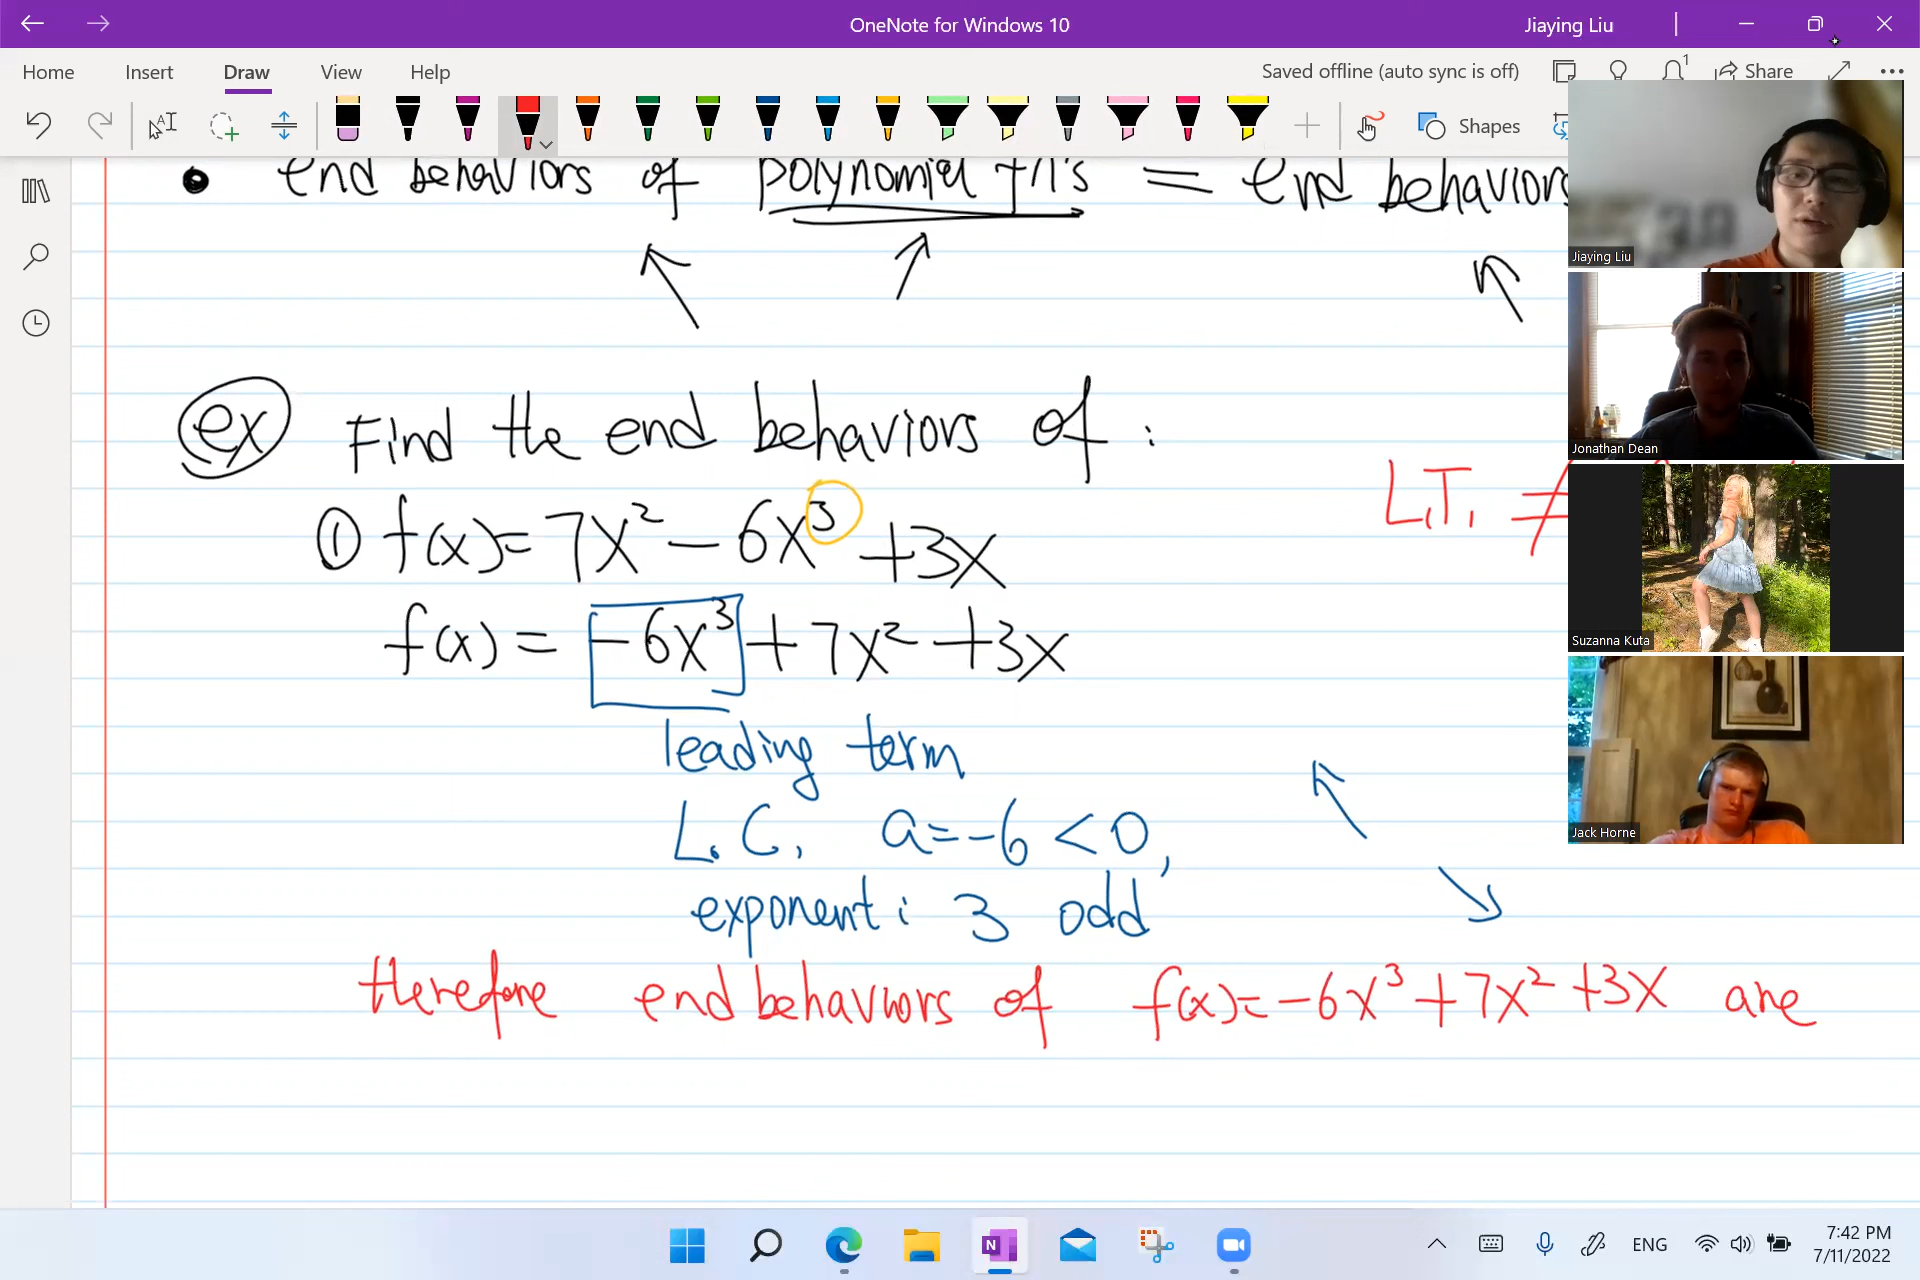 OneNote for Windows 10
Jiaying Liu
Home Insert Draw View Help
Saved offline (auto sync is off)
1
Share
Shapes
• end behaviors of polynomial fn's = end behaviors
ex Find the end behaviors of :
① f(x)= 7x² - 6x³ +3x
L.T. ≠
f(x) = -6x³ + 7x² +3x
leading term
L.C. a=-6 <0,
exponent: 3 odd
therefore end behaviors of f(x)= -6x³ +7x² +3x are
Jiaying Liu
Jonathan Dean
Suzanna Kuta
Jack Horne
ENG
7:42 PM
7/11/2022